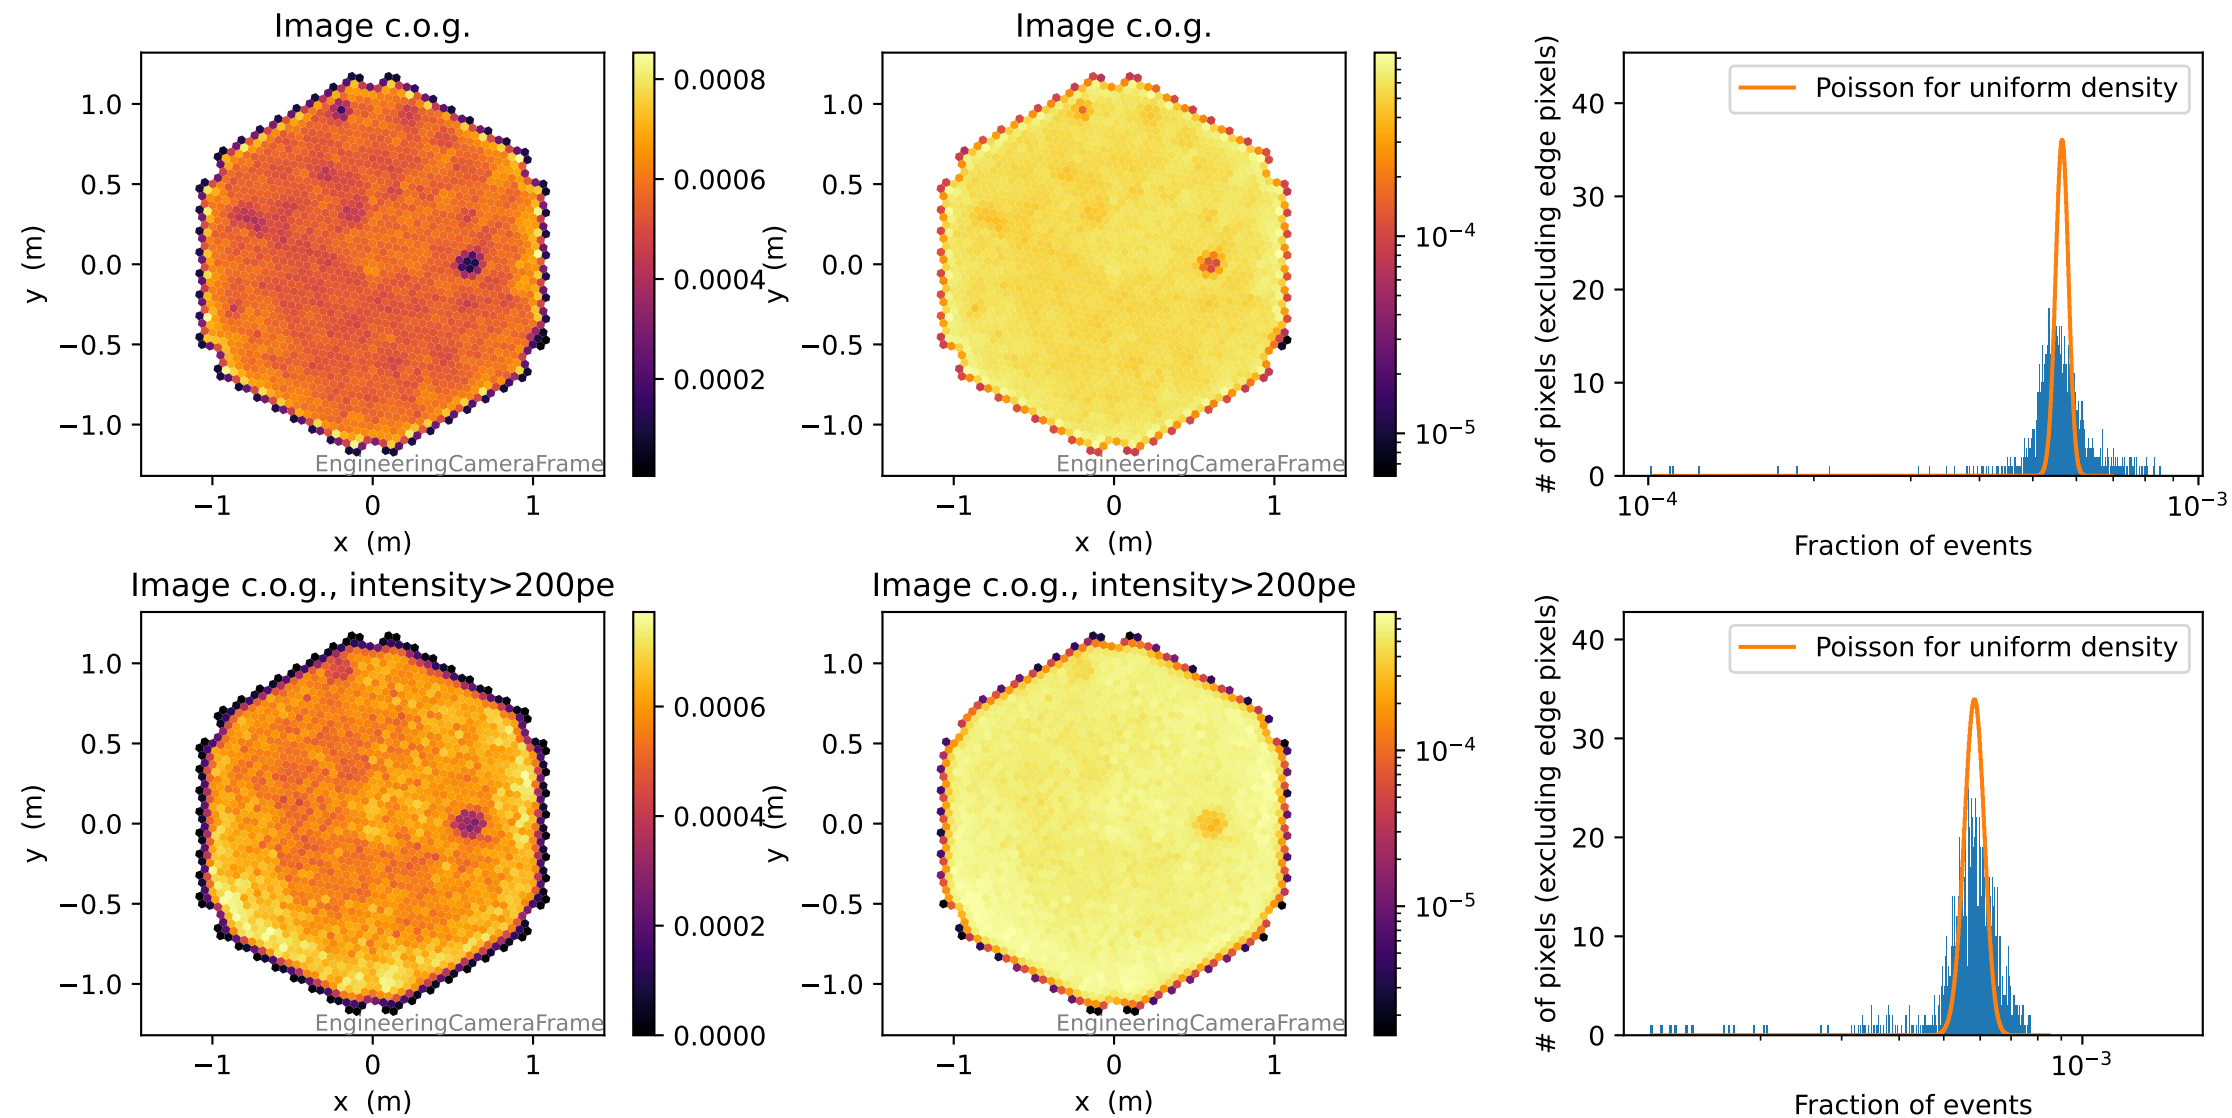 Image c.o.g.
1.0
0.5
0.0
−0.5
−1.0
y (m)
−1
0
1
x (m)
EngineeringCameraFrame
0.0008
0.0006
0.0004
0.0002
Image c.o.g.
1.0
0.5
0.0
−0.5
−1.0
y (m)
−1
0
1
x (m)
EngineeringCameraFrame
10⁻⁴
10⁻⁵
# of pixels (excluding edge pixels)
40
30
20
10
0
Poisson for uniform density
10⁻⁴
10⁻³
Fraction of events
Image c.o.g., intensity>200pe
1.0
0.5
0.0
−0.5
−1.0
y (m)
−1
0
1
x (m)
EngineeringCameraFrame
0.0006
0.0004
0.0002
0.0000
Image c.o.g., intensity>200pe
1.0
0.5
0.0
−0.5
−1.0
y (m)
−1
0
1
x (m)
EngineeringCameraFrame
10⁻⁴
10⁻⁵
# of pixels (excluding edge pixels)
40
30
20
10
0
Poisson for uniform density
10⁻³
Fraction of events